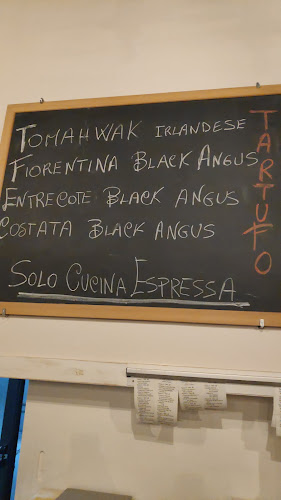 TOMAHWAK IRLANDESE
FIORENTINA BLACK ANGUS
ENTRECOTE BLACK ANGUS
COSTATA BLACK ANGUS
SOLO CUCINA ESPRESSA
TARTUFO